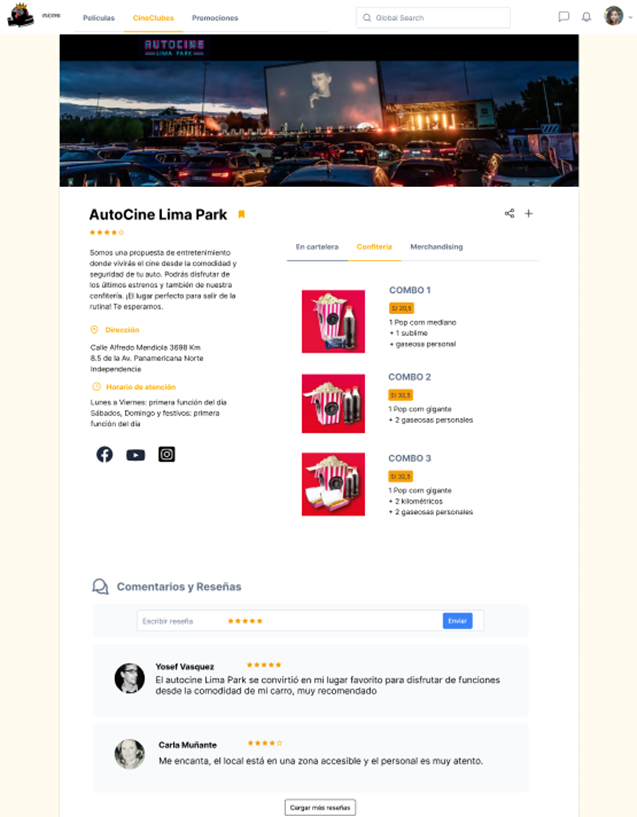 Películas
CineClubes
Promociones
Global Search
AUTOCINE
LIMA PARK
AutoCine Lima Park
Somos una propuesta de entretenimiento
donde vivirás el cine desde la comodidad y
seguridad de tu auto. Podrás disfrutar de
los últimos estrenos y también de nuestra
confitería. ¡El lugar perfecto para salir de la
rutina! Te esperamos.
Dirección
Calle Alfredo Mendiola 3698 Km
8.5 de la Av. Panamericana Norte
Independencia
Horario de atención
Lunes a Viernes: primera función del día
Sábados, Domingo y festivos: primera
función del día
En cartelera
Confitería
Merchandising
COMBO 1
S/ 20,5
1 Pop corn mediano
+ 1 sublime
+ gaseosa personal
COMBO 2
S/ 32,5
1 Pop corn gigante
+ 2 gaseosas personales
COMBO 3
S/ 32,5
1 Pop corn gigante
+ 2 kilométricos
+ 2 gaseosas personales
Comentarios y Reseñas
Escribir reseña
Enviar
Yosef Vasquez
El autocine Lima Park se convirtió en mi lugar favorito para disfrutar de funciones
desde la comodidad de mi carro, muy recomendado
Carla Muñante
Me encanta, el local está en una zona accesible y el personal es muy atento.
Cargar más reseñas